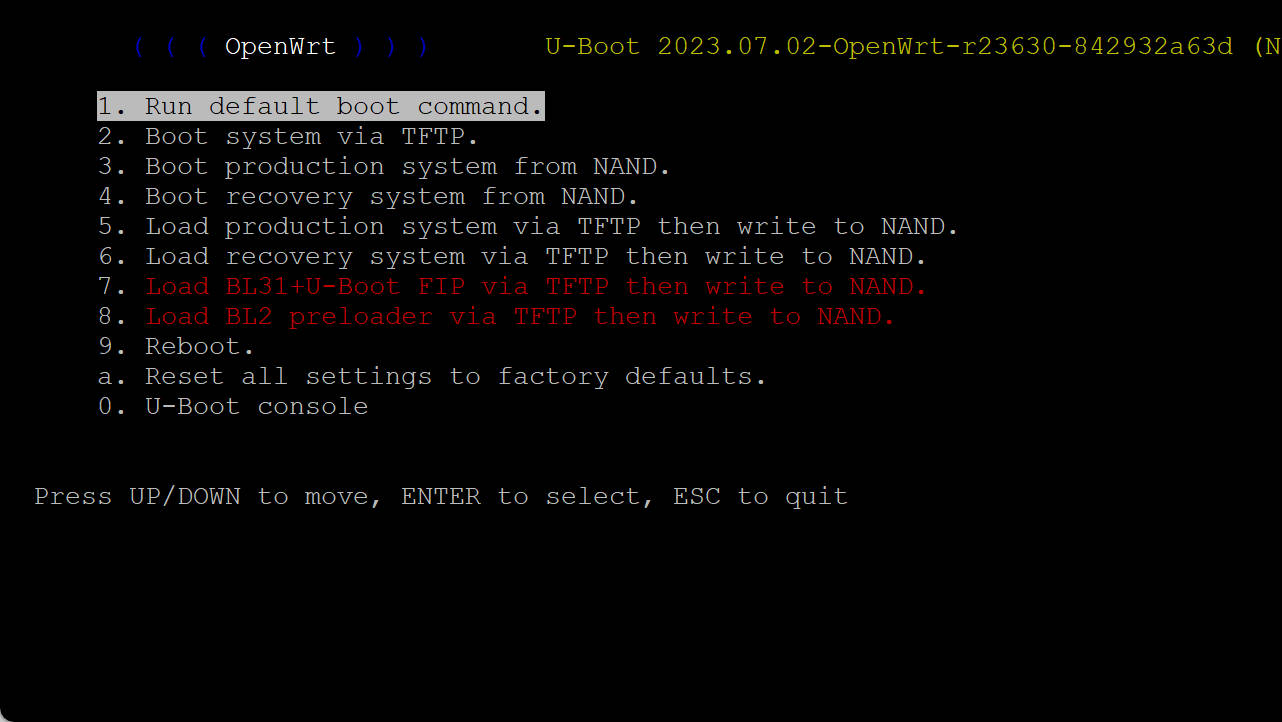 ( ( ( OpenWrt ) ) ) U-Boot 2023.07.02-OpenWrt-r23630-842932a63d (N
1. Run default boot command.
2. Boot system via TFTP.
3. Boot production system from NAND.
4. Boot recovery system from NAND.
5. Load production system via TFTP then write to NAND.
6. Load recovery system via TFTP then write to NAND.
7. Load BL31+U-Boot FIP via TFTP then write to NAND.
8. Load BL2 preloader via TFTP then write to NAND.
9. Reboot.
a. Reset all settings to factory defaults.
0. U-Boot console
Press UP/DOWN to move, ENTER to select, ESC to quit